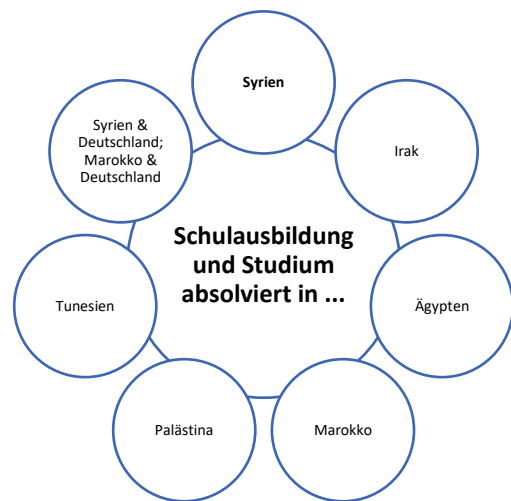 Syrien
Irak
Ägypten
Marokko
Palästina
Tunesien
Syrien &
Deutschland;
Marokko &
Deutschland
Schulausbildung
und Studium
absolviert in ...